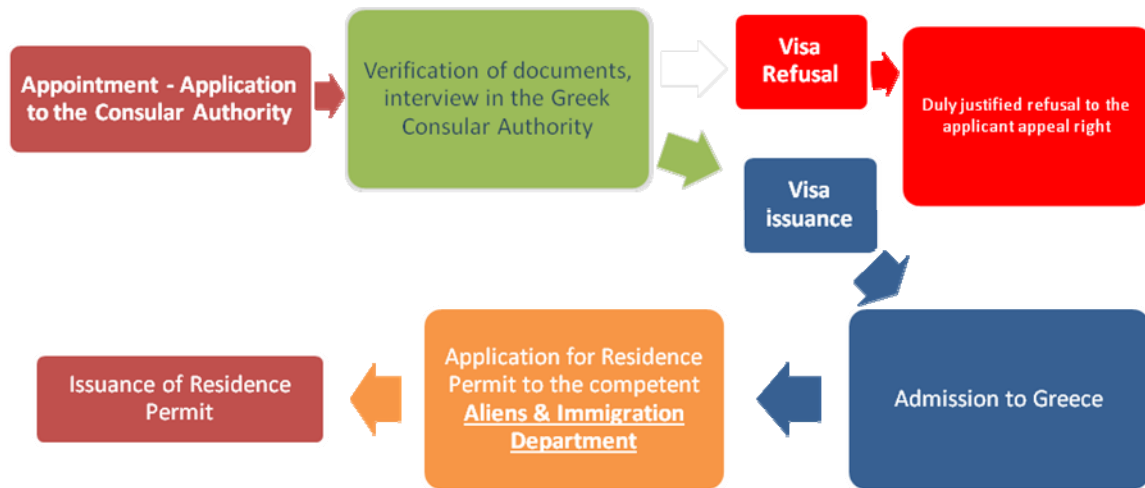 Appointment - Application
to the Consular Authority
Verification of documents,
interview in the Greek
Consular Authority
Visa
Refusal
Duly justified refusal to the
applicant appeal right
Visa
issuance
Admission to Greece
Application for Residence
Permit to the competent
Aliens & Immigration
Department
Issuance of Residence
Permit